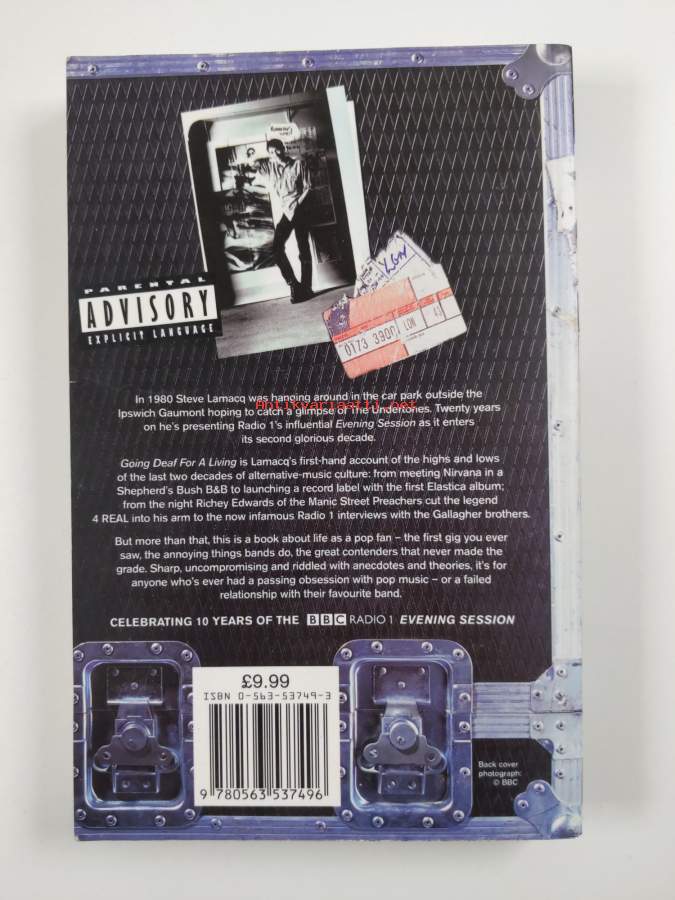 PARENTAL
ADVISORY
EXPLICIT LANGUAGE
LGW
0173 3300
LON
41
In 1980 Steve Lamacq was hanging around in the car park outside the
Ipswich Gaumont hoping to catch a glimpse of The Undertones. Twenty years
Antikvariaatti.net
on he's presenting Radio 1's influential Evening Session as it enters
its second glorious decade.
Going Deaf For A Living is Lamacq's first-hand account of the highs and lows
of the last two decades of alternative-music culture: from meeting Nirvana in a
Shepherd's Bush B&B to launching a record label with the first Elastica album;
from the night Richey Edwards of the Manic Street Preachers cut the legend
4 REAL into his arm to the now infamous Radio 1 interviews with the Gallagher brothers.
But more than that, this is a book about life as a pop fan – the first gig you ever
saw, the annoying things bands do, the great contenders that never made the
grade. Sharp, uncompromising and riddled with anecdotes and theories, it's for
anyone who's ever had a passing obsession with pop music – or a failed
relationship with their favourite band.
CELEBRATING 10 YEARS OF THE BBC RADIO 1 EVENING SESSION
£9.99
ISBN 0-563-53749-3
9 780563 537496
Back cover
photograph:
© BBC